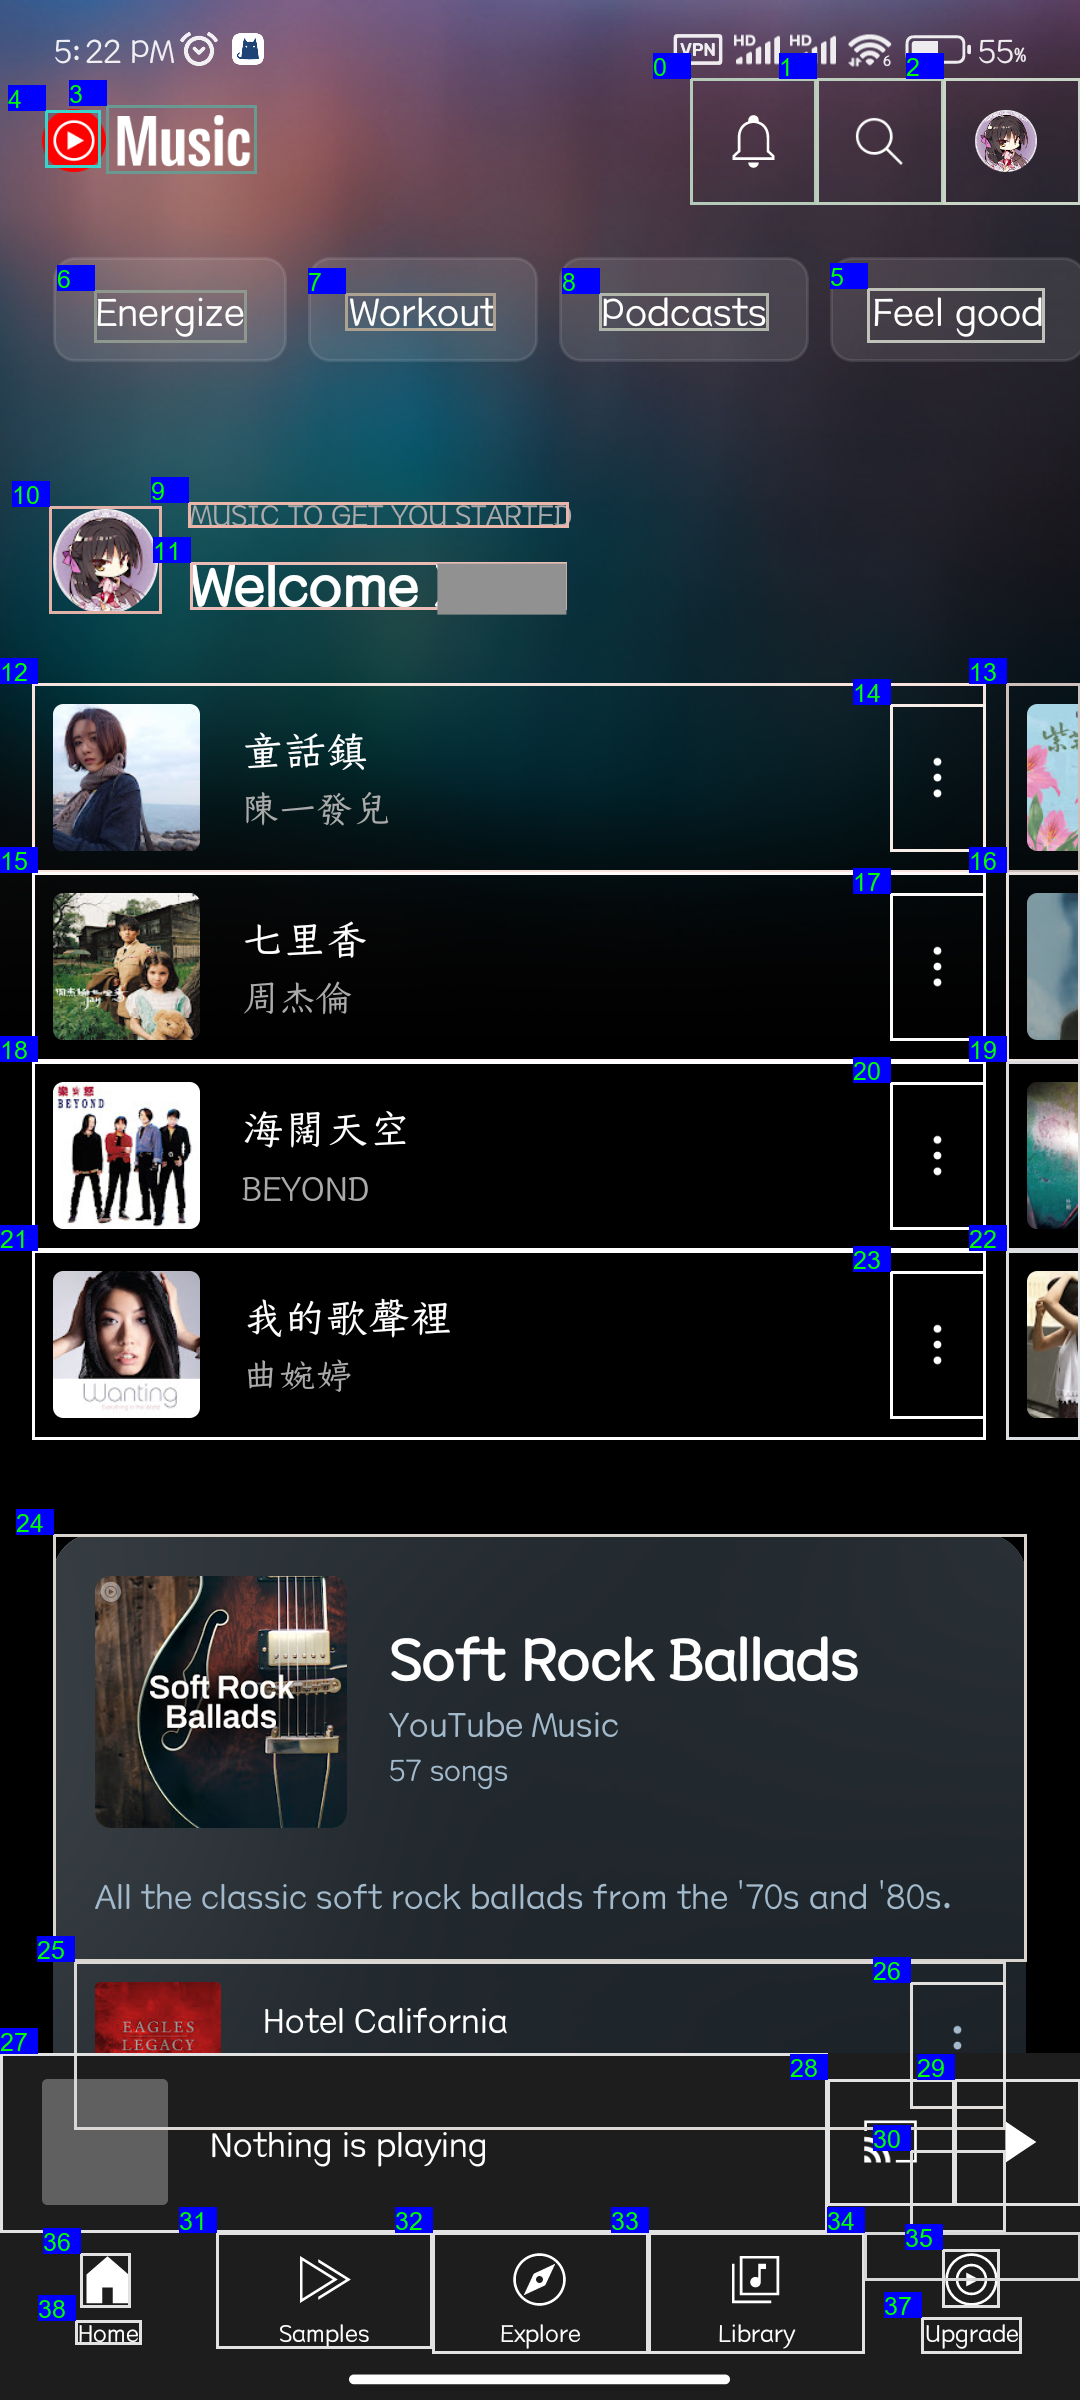 5:22 PM
VPN HD HD 6 55%
0 1 2
4 3
Music
6 7 8 5
Energize Workout Podcasts Feel good
10 9
MUSIC TO GET YOU STARTED
11
Welcome
12 13
14
童話鎮
陳一發兒
15 16
17
七里香
周杰倫
18 19
20
BEYOND
海闊天空
BEYOND
21 22
23
我的歌聲裡
曲婉婷
Wanting
24
Soft Rock Ballads
Soft Rock
Ballads
YouTube Music
57 songs
All the classic soft rock ballads from the '70s and '80s.
25
26
Hotel California
EAGLES
LEGACY
27
28 29
30
Nothing is playing
31 32 33 34
36 35
38 37
Home Samples Explore Library Upgrade